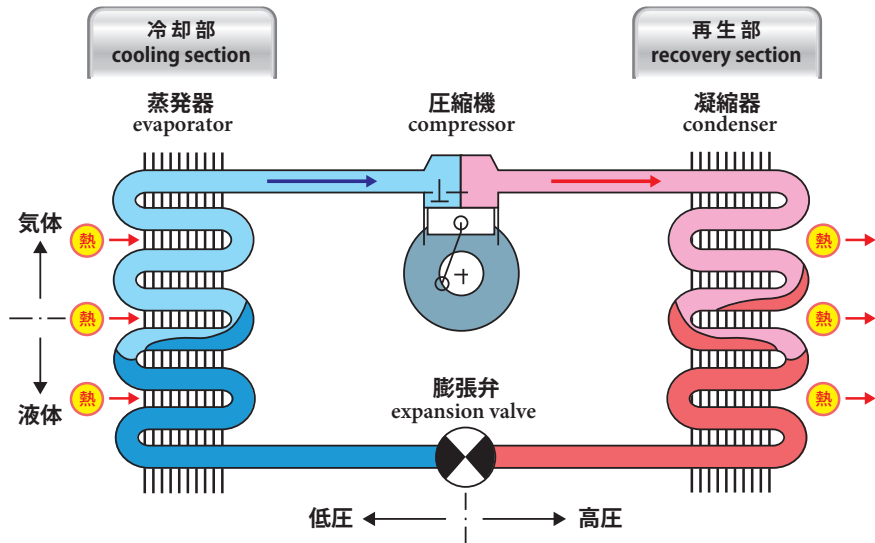 冷却部
cooling section
再生部
recovery section
蒸発器
evaporator
圧縮機
compressor
凝縮器
condenser
気体
熱
熱
熱
熱
熱
液体
熱
膨張弁
expansion valve
低圧
高圧